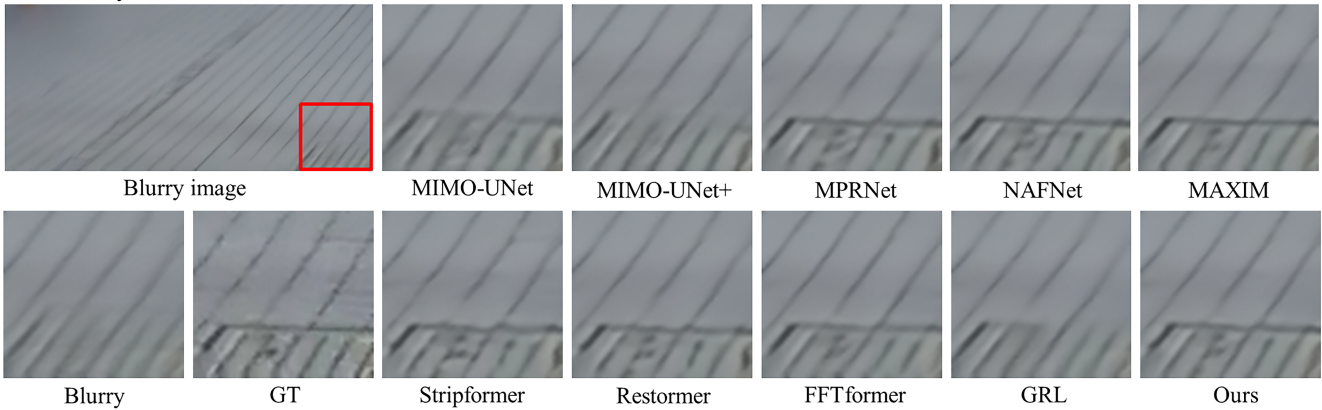 Blurry image
MIMO-UNet
MIMO-UNet+
MPRNet
NAFNet
MAXIM
Blurry
GT
Stripformer
Restormer
FFTformer
GRL
Ours